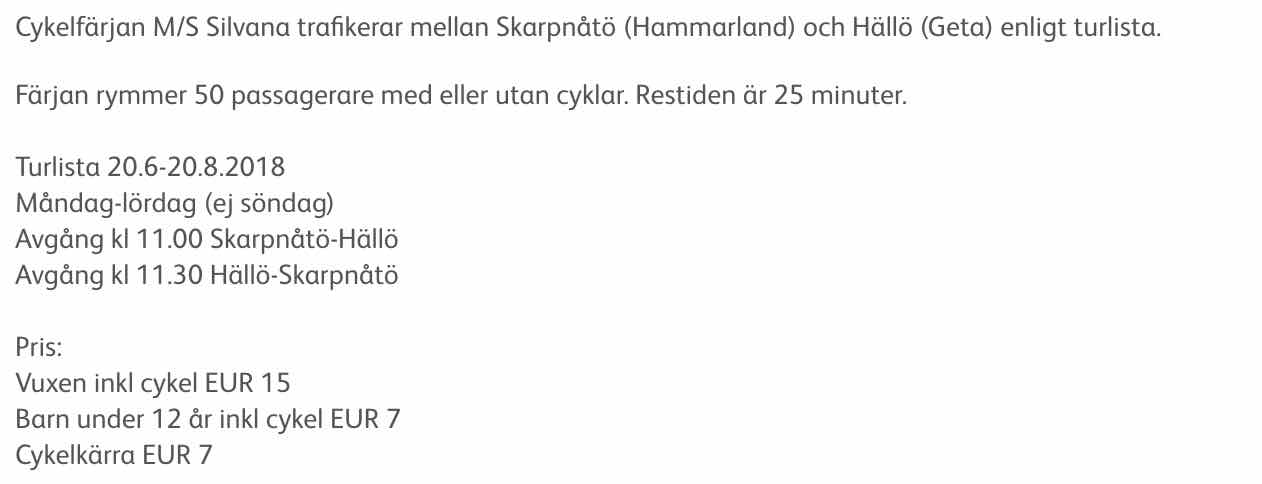 Cykelfärjan M/S Silvana trafikerar mellan Skarpnåtö (Hammarland) och Hällö (Geta) enligt turlista.
Färjan rymmer 50 passagerare med eller utan cyklar. Restiden är 25 minuter.
Turlista 20.6-20.8.2018
Måndag-lördag (ej söndag)
Avgång kl 11.00 Skarpnåtö-Hällö
Avgång kl 11.30 Hällö-Skarpnåtö
Pris:
Vuxen inkl cykel EUR 15
Barn under 12 år inkl cykel EUR 7
Cykelkärra EUR 7